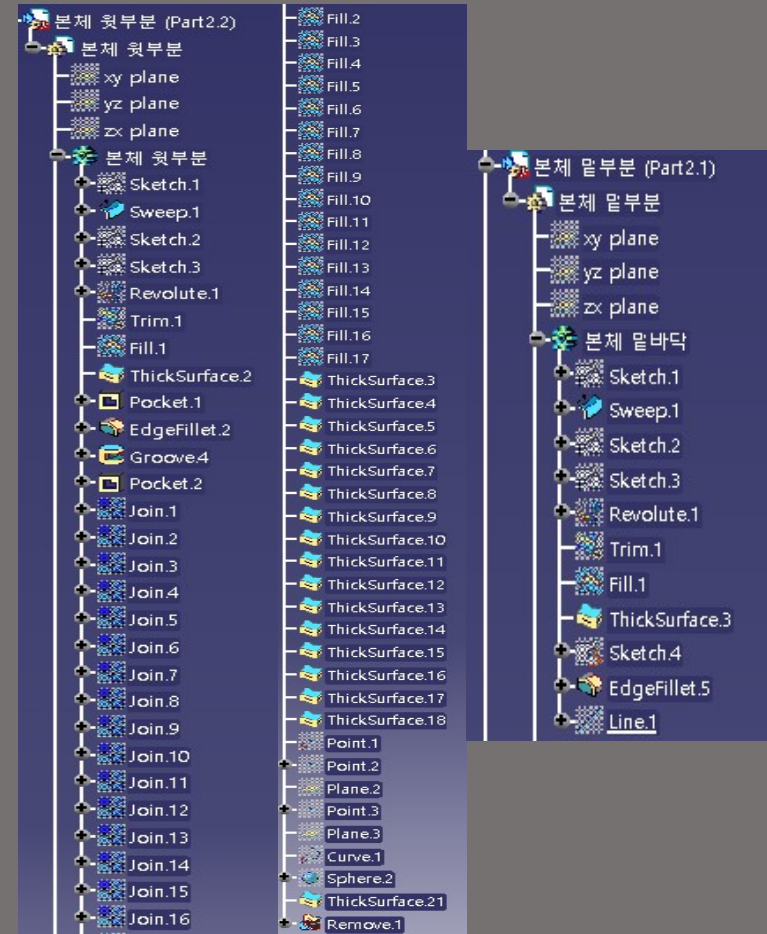 본체 윗부분 (Part2.2)
본체 윗부분
xy plane
yz plane
zx plane
본체 윗부분
Sketch.1
Sweep.1
Sketch.2
Sketch.3
Revolute.1
Trim.1
Fill.1
ThickSurface.2
Pocket.1
EdgeFillet.2
Groove.4
Pocket.2
Join.1
Join.2
Join.3
Join.4
Join.5
Join.6
Join.7
Join.8
Join.9
Join.10
Join.11
Join.12
Join.13
Join.14
Join.15
Join.16
Fill.2
Fill.3
Fill.4
Fill.5
Fill.6
Fill.7
Fill.8
Fill.9
Fill.10
Fill.11
Fill.12
Fill.13
Fill.14
Fill.15
Fill.16
Fill.17
ThickSurface.3
ThickSurface.4
ThickSurface.5
ThickSurface.6
ThickSurface.7
ThickSurface.8
ThickSurface.9
ThickSurface.10
ThickSurface.11
ThickSurface.12
ThickSurface.13
ThickSurface.14
ThickSurface.15
ThickSurface.16
ThickSurface.17
ThickSurface.18
Point.1
Point.2
Plane.2
Point.3
Plane.3
Curve.1
Sphere.2
ThickSurface.21
Remove.1
본체 밑부분 (Part2.1)
본체 밑부분
xy plane
yz plane
zx plane
본체 밑바닥
Sketch.1
Sweep.1
Sketch.2
Sketch.3
Revolute.1
Trim.1
Fill.1
ThickSurface.3
Sketch.4
EdgeFillet.5
Line.1